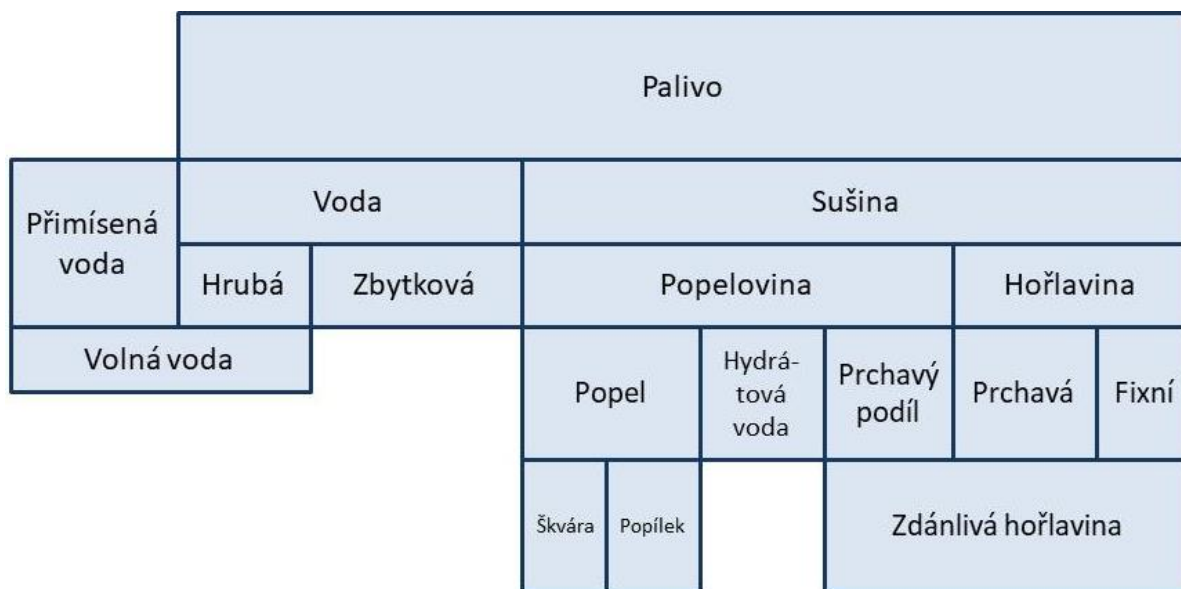 Palivo
Přimísená
voda
Voda
Sušina
Hrubá
Zbytková
Popelovina
Hořlavina
Volná voda
Popel
Hydrá-
tová
voda
Prchavý
podíl
Prchavá
Fixní
Škvára
Popílek
Zdánlivá hořlavina